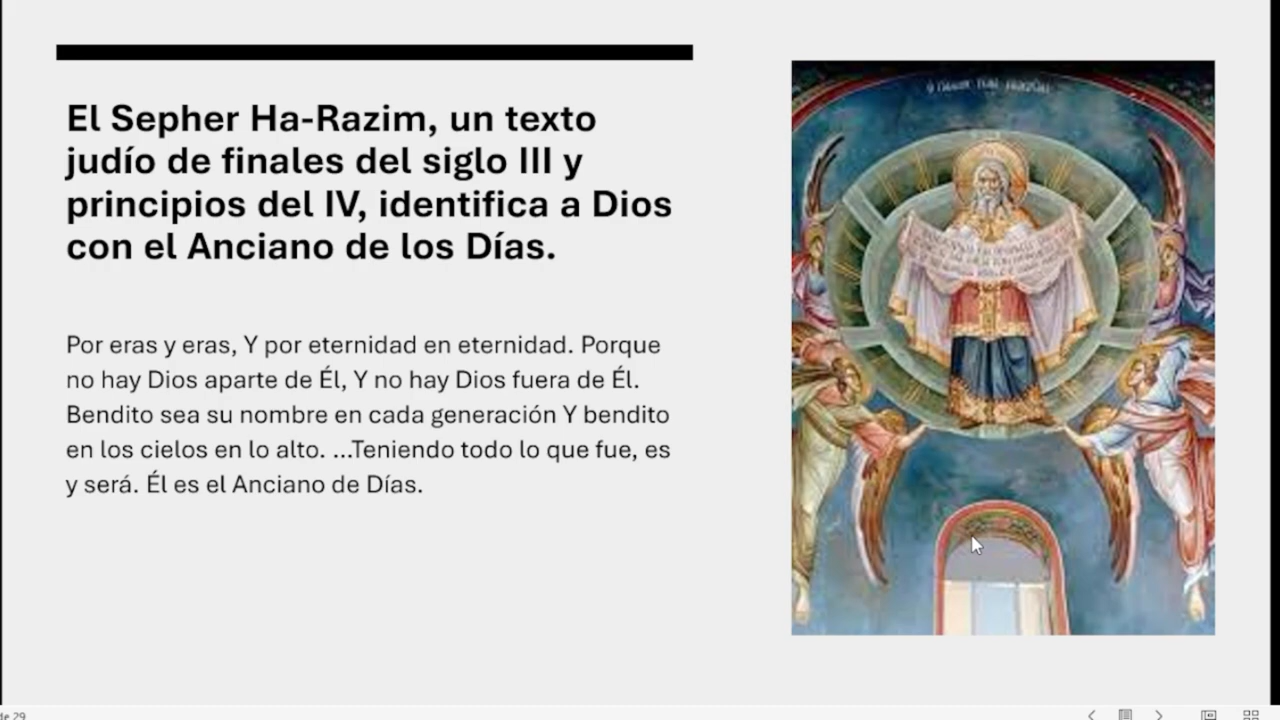 El Sepher Ha-Razim, un texto
judío de finales del siglo III y
principios del IV, identifica a Dios
con el Anciano de los Días.
Por eras y eras, Y por eternidad en eternidad. Porque
no hay Dios aparte de Él, Y no hay Dios fuera de Él.
Bendito sea su nombre en cada generación Y bendito
en los cielos en lo alto. ...Teniendo todo lo que fue, es
y será. Él es el Anciano de Días.
de 29